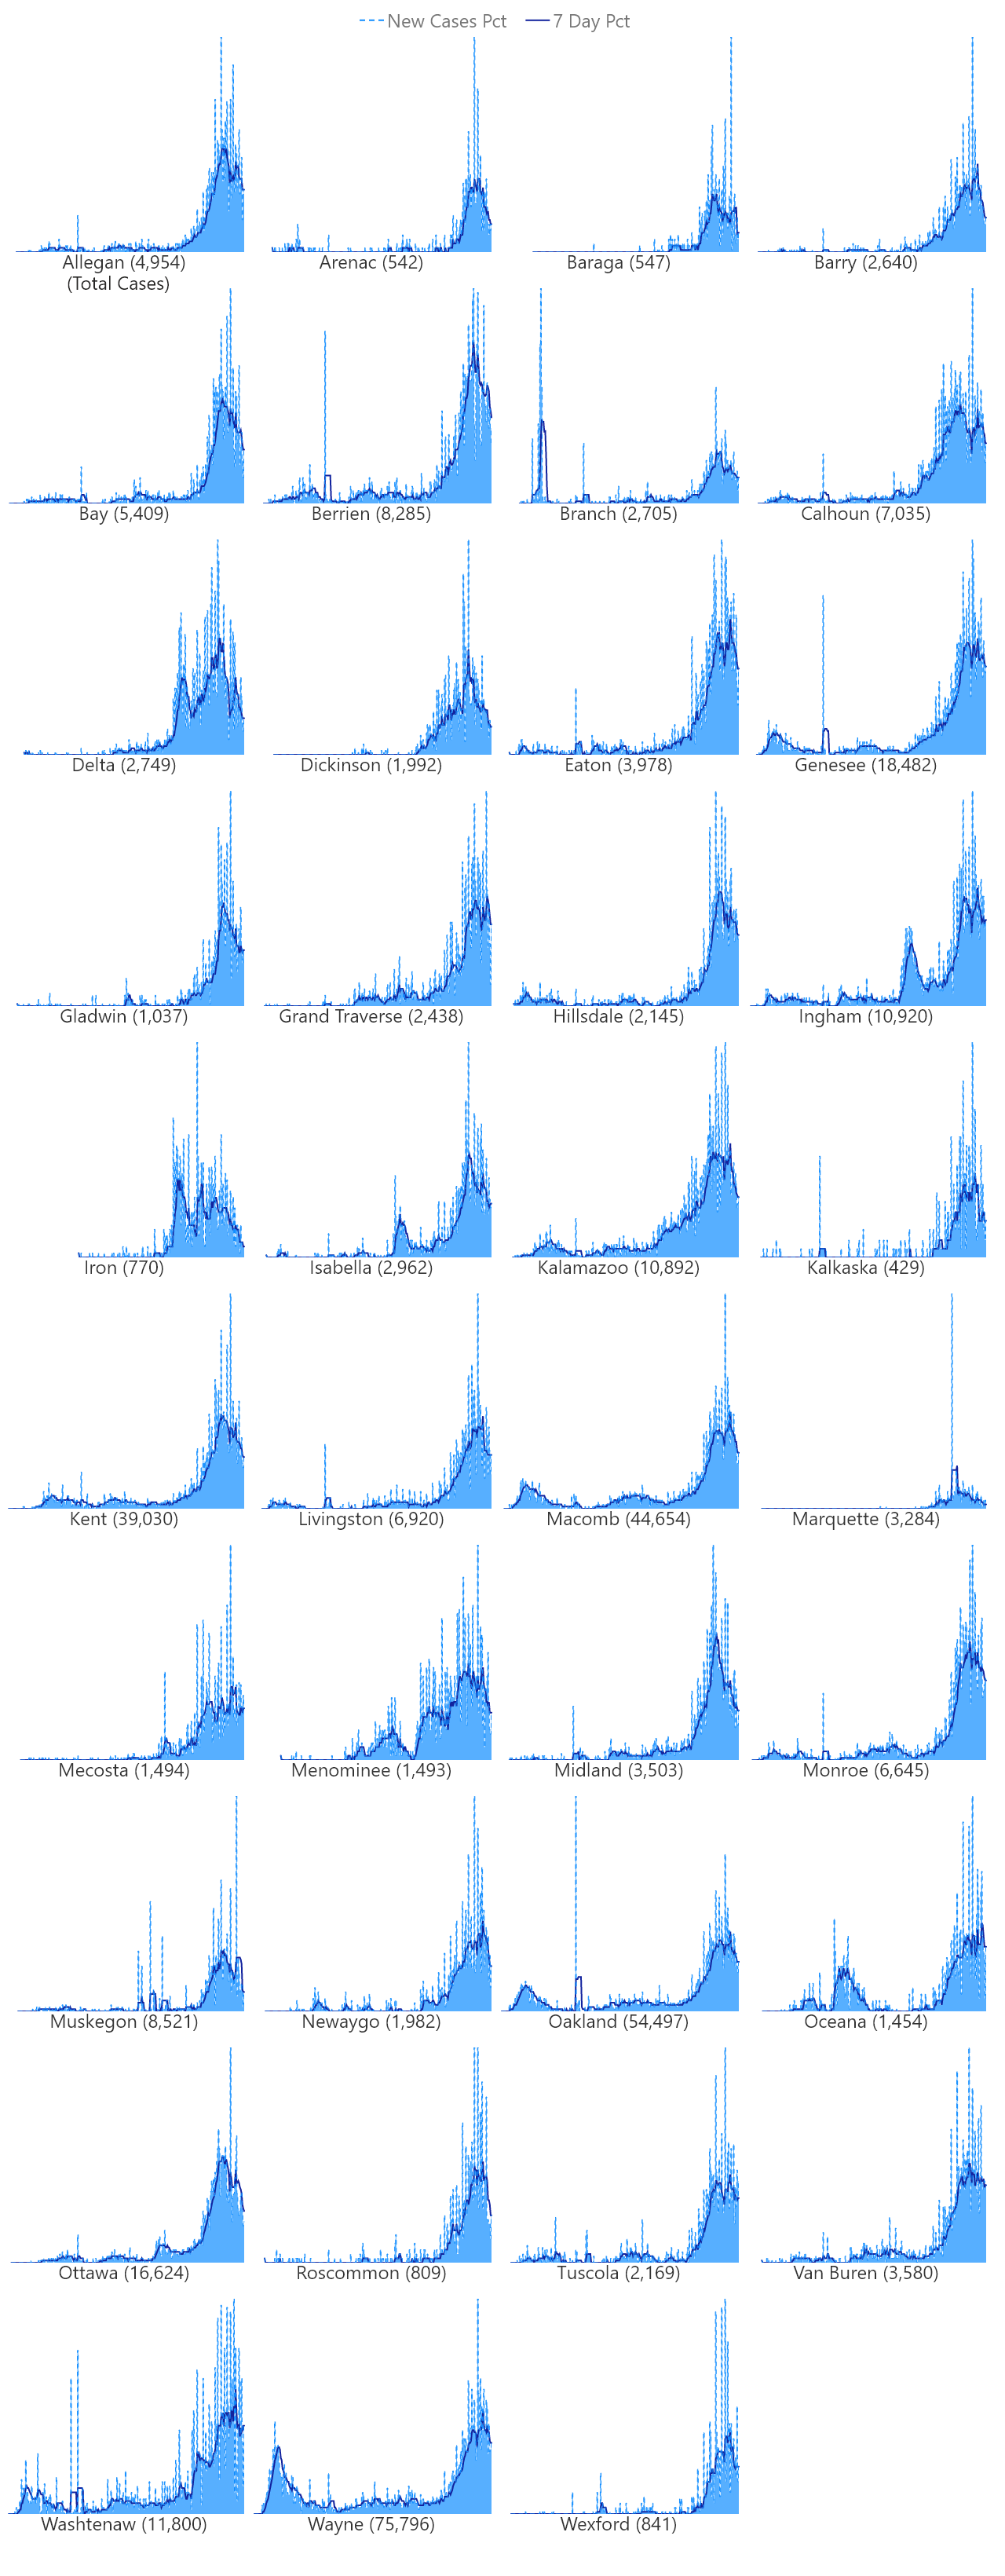 New Cases Pct 7 Day Pct
Allegan (4,954) Arenac (542) Baraga (547) Barry (2,640)
(Total Cases)
Bay (5,409) Berrien (8,285) Branch (2,705) Calhoun (7,035)
Delta (2,749) Dickinson (1,992) Eaton (3,978) Genesee (18,482)
Gladwin (1,037) Grand Traverse (2,438) Hillsdale (2,145) Ingham (10,920)
Iron (770) Isabella (2,962) Kalamazoo (10,892) Kalkaska (429)
Kent (39,030) Livingston (6,920) Macomb (44,654) Marquette (3,284)
Mecosta (1,494) Menominee (1,493) Midland (3,503) Monroe (6,645)
Muskegon (8,521) Newaygo (1,982) Oakland (54,497) Oceana (1,454)
Ottawa (16,624) Roscommon (809) Tuscola (2,169) Van Buren (3,580)
Washtenaw (11,800) Wayne (75,796) Wexford (841)